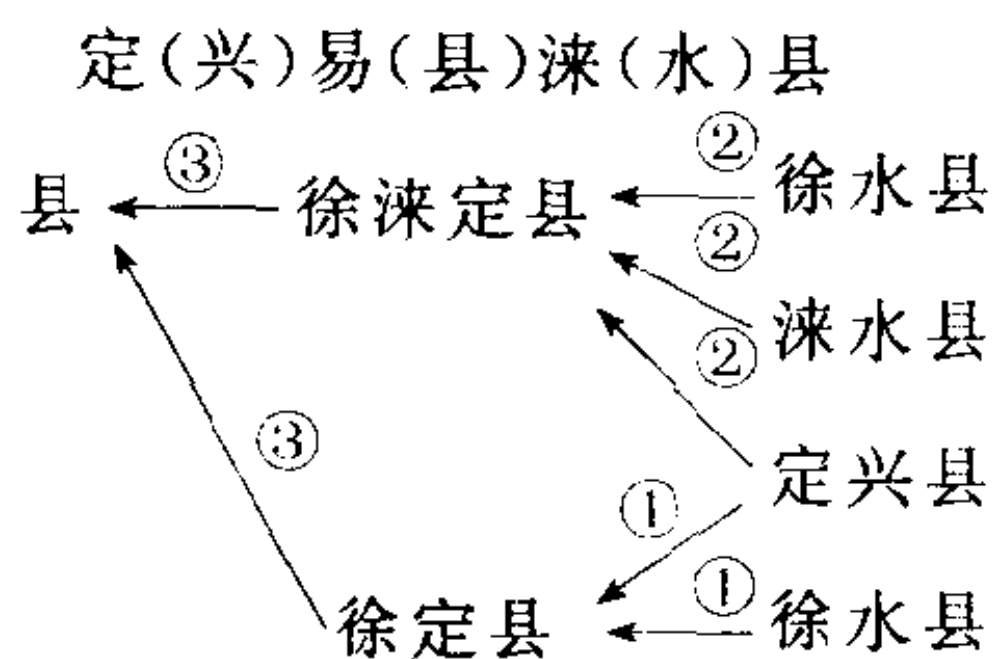 定(兴)易(县)涞(水)县
② 徐水县
县 ③ 徐涞定县
②
涞水县
②
③ 定兴县
①
① 徐水县
徐定县